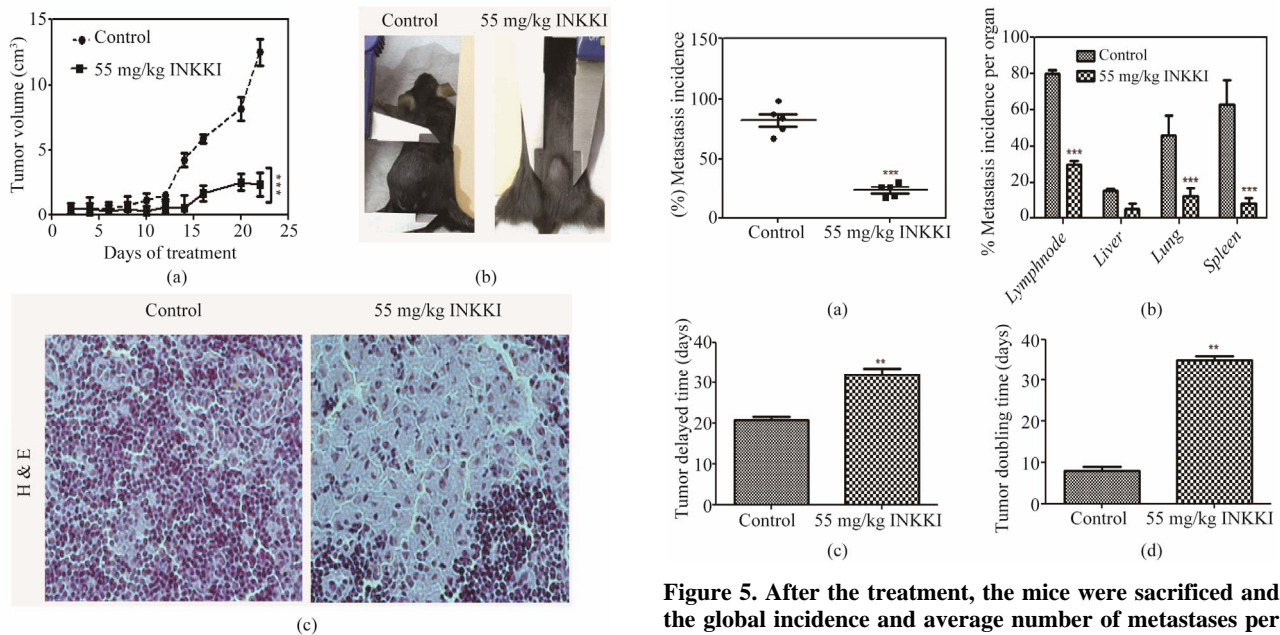 15
10
5
0
Tumor volume (cm³)
Control
55 mg/kg INKKI
***
0 5 10 15 20 25
Days of treatment
(a)
Control 55 mg/kg INKKI
(b)
Control 55 mg/kg INKKI
H & E
(c)
(%) Metastasis incidence
150
100
50
0
***
Control 55 mg/kg INKKI
(a)
% Metastasis incidence per organ
100
80
60
40
20
0
Control
55 mg/kg INKKI
*** *** ***
Lymphnode Liver Lung Spleen
(b)
Tumor delayed time (days)
40
30
20
10
0
**
Control 55 mg/kg INKKI
(c)
Tumor doubling time (days)
40
30
20
10
0
**
Control 55 mg/kg INKKI
(d)
Figure 5. After the treatment, the mice were sacrificed and
the global incidence and average number of metastases per